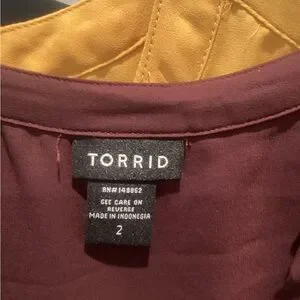 TORRID
RN# 148862
SEE CARE ON
REVERSE
MADE IN INDONESIA
2